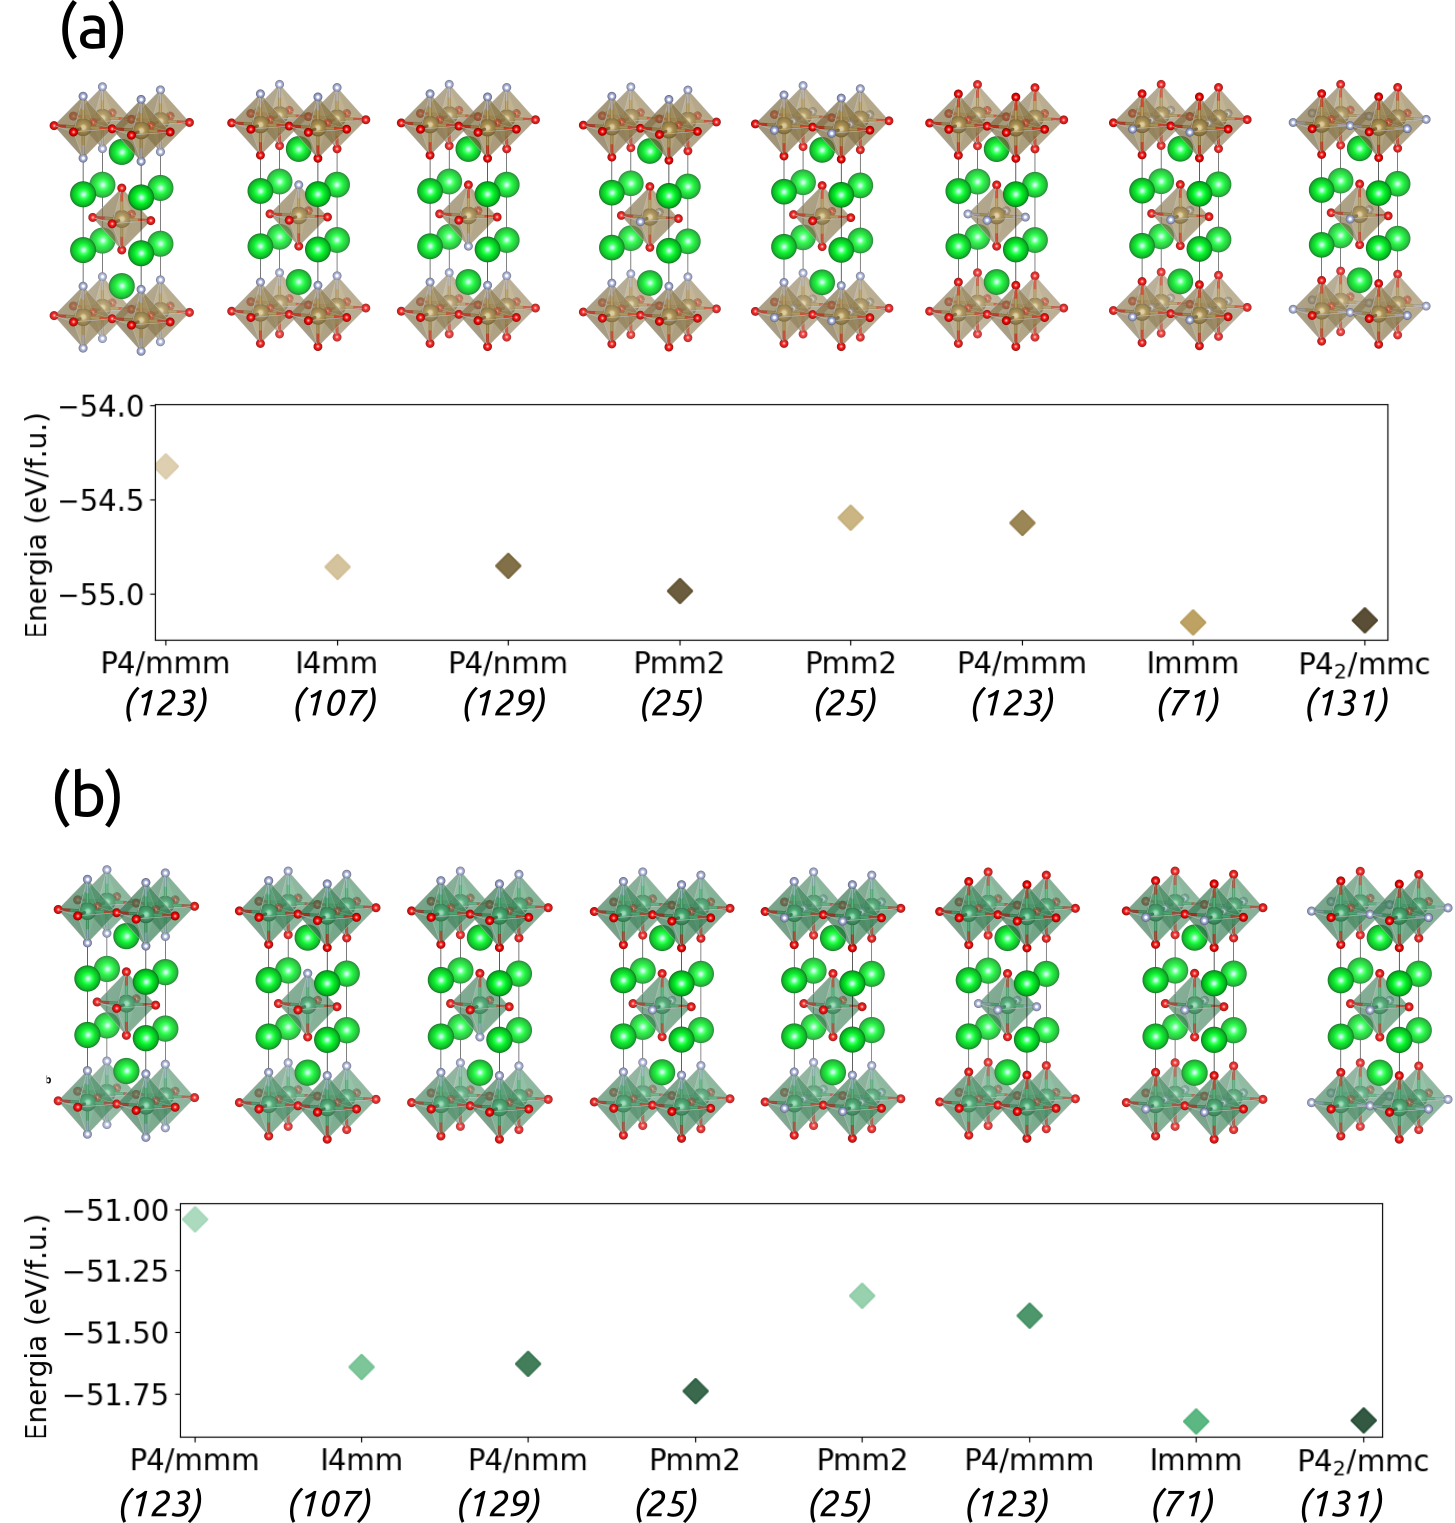 (a)
−54.0
−54.5
−55.0
Energia (eV/f.u.)
P4/mmm I4mm P4/nmm Pmm2 Pmm2 P4/mmm Immm P4₂/mmc
(123) (107) (129) (25) (25) (123) (71) (131)
(b)
−51.00
−51.25
−51.50
−51.75
Energia (eV/f.u.)
P4/mmm I4mm P4/nmm Pmm2 Pmm2 P4/mmm Immm P4₂/mmc
(123) (107) (129) (25) (25) (123) (71) (131)